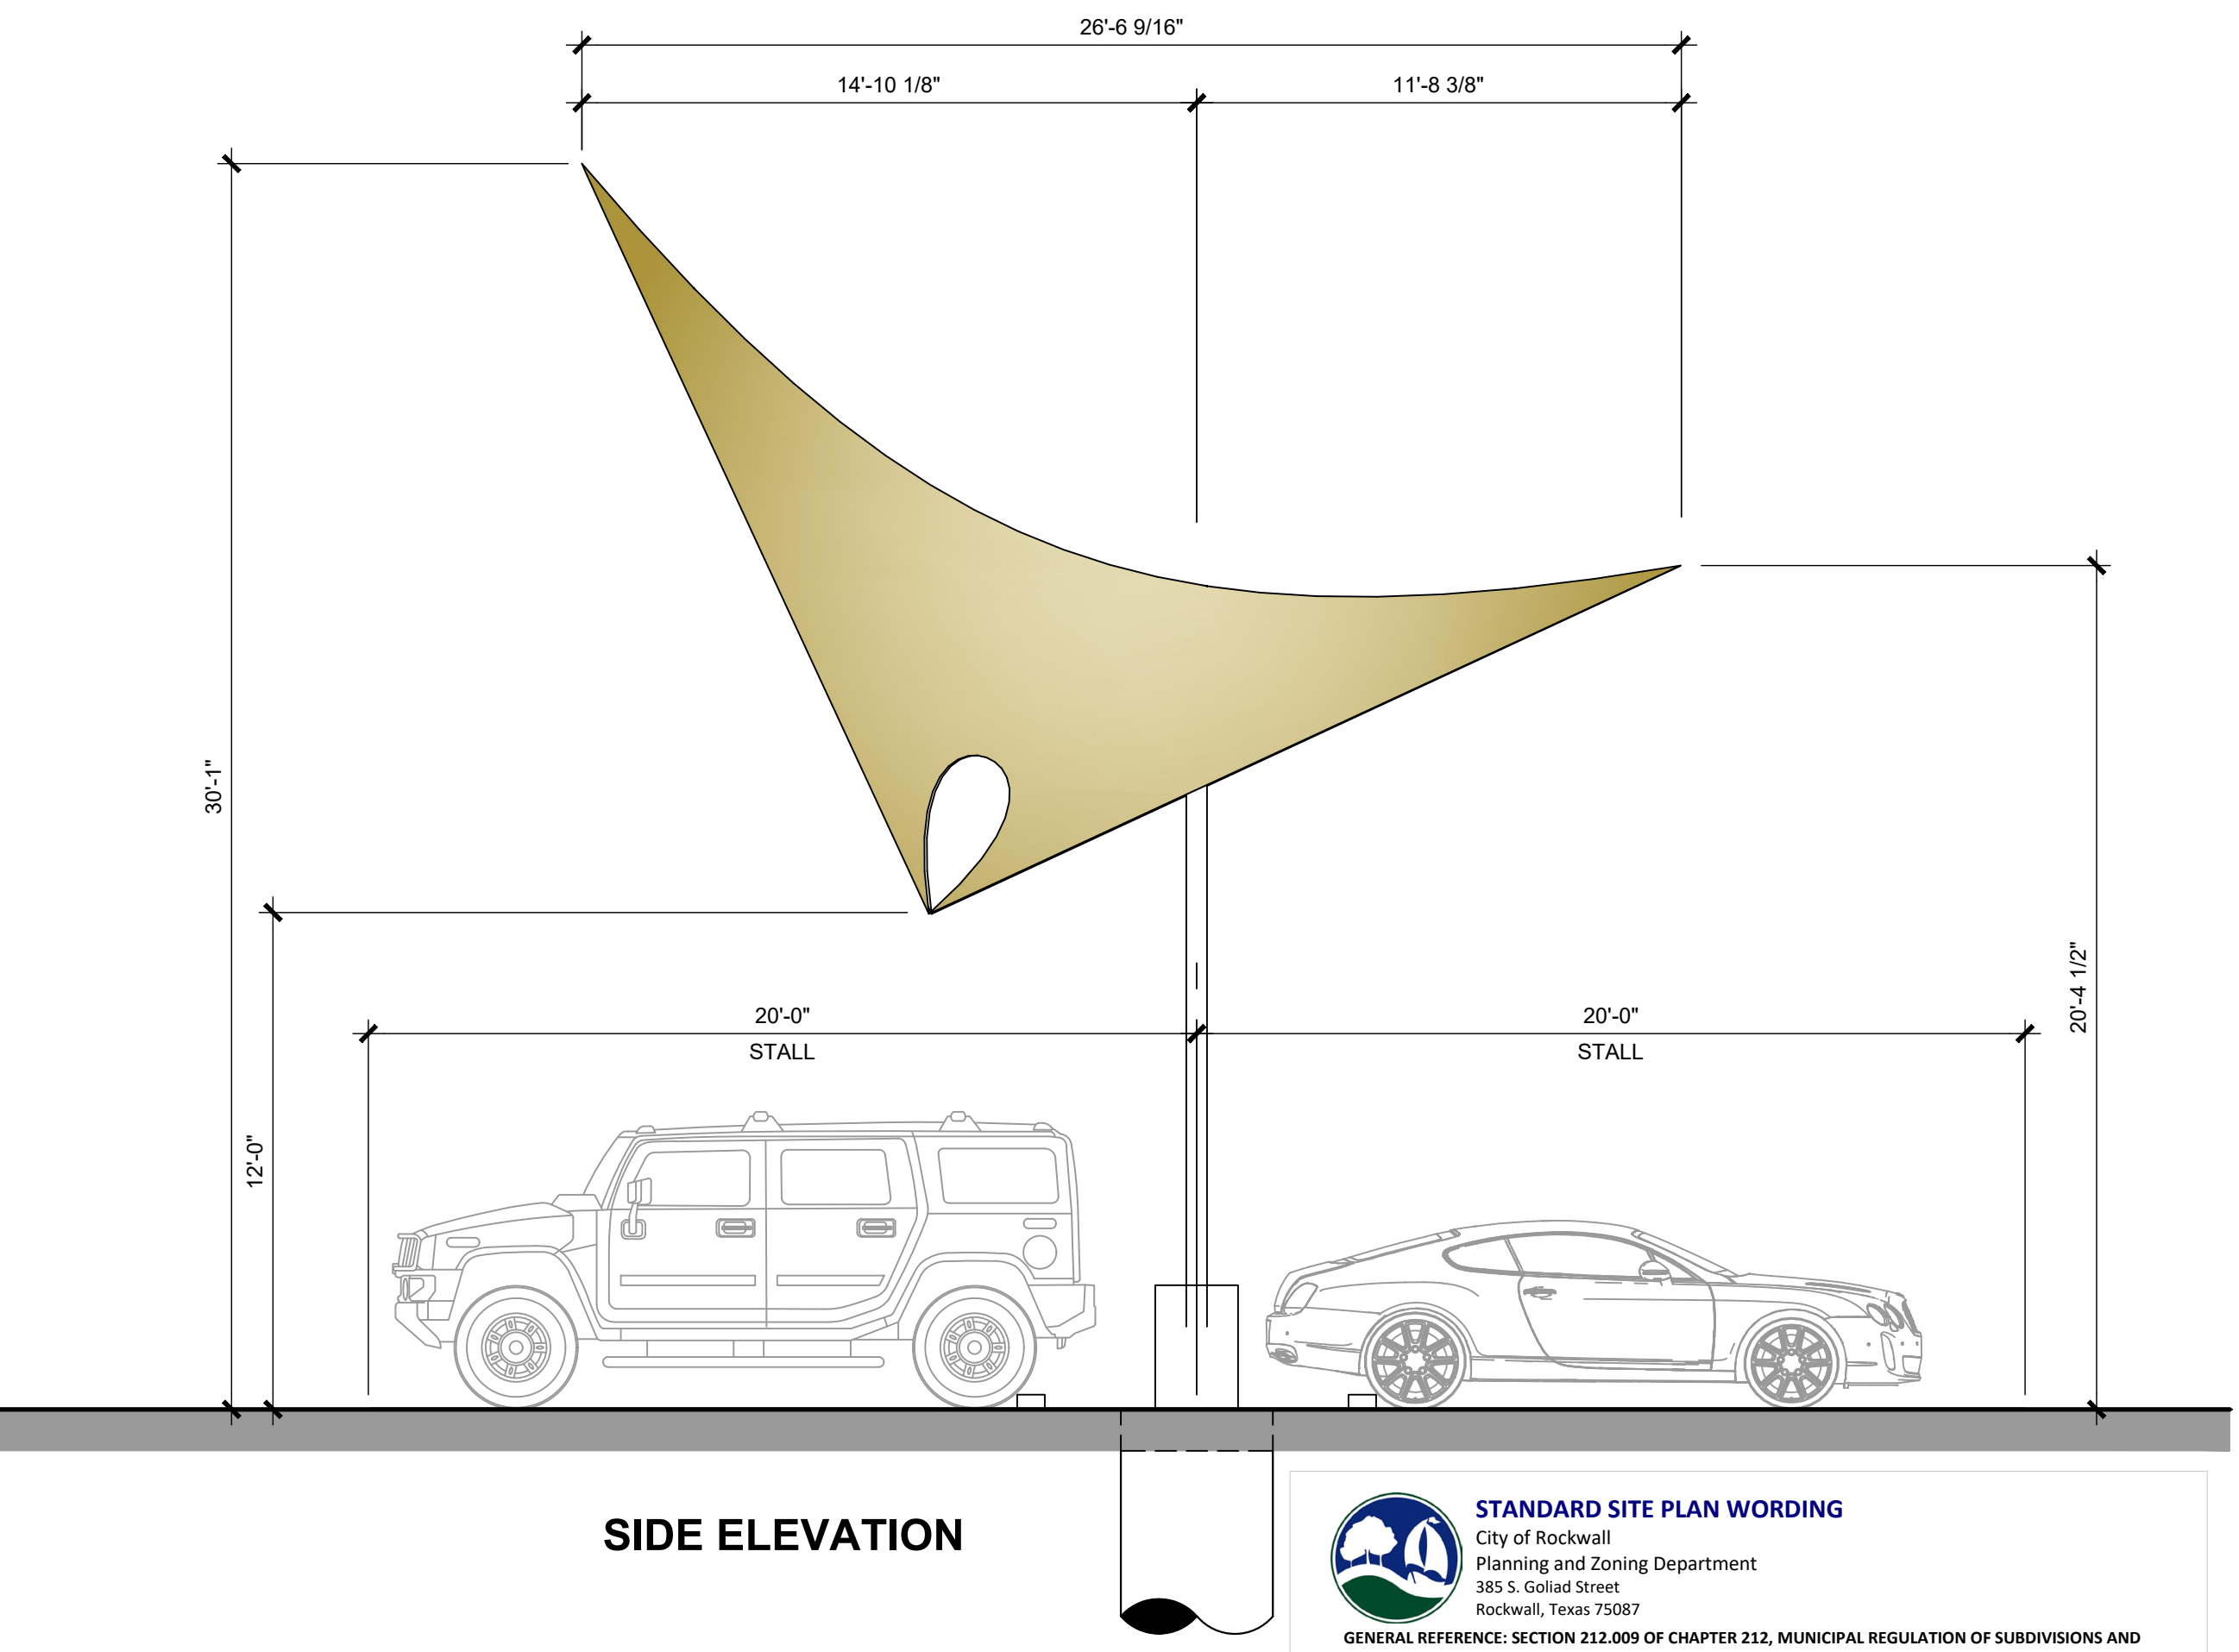 26'-6 9/16"
14'-10 1/8"
11'-8 3/8"
30'-1"
12'-0"
20'-4 1/2"
20'-0"
STALL
20'-0"
STALL
SIDE ELEVATION
STANDARD SITE PLAN WORDING
City of Rockwall
Planning and Zoning Department
385 S. Goliad Street
Rockwall, Texas 75087
GENERAL REFERENCE: SECTION 212.009 OF CHAPTER 212, MUNICIPAL REGULATION OF SUBDIVISIONS AND